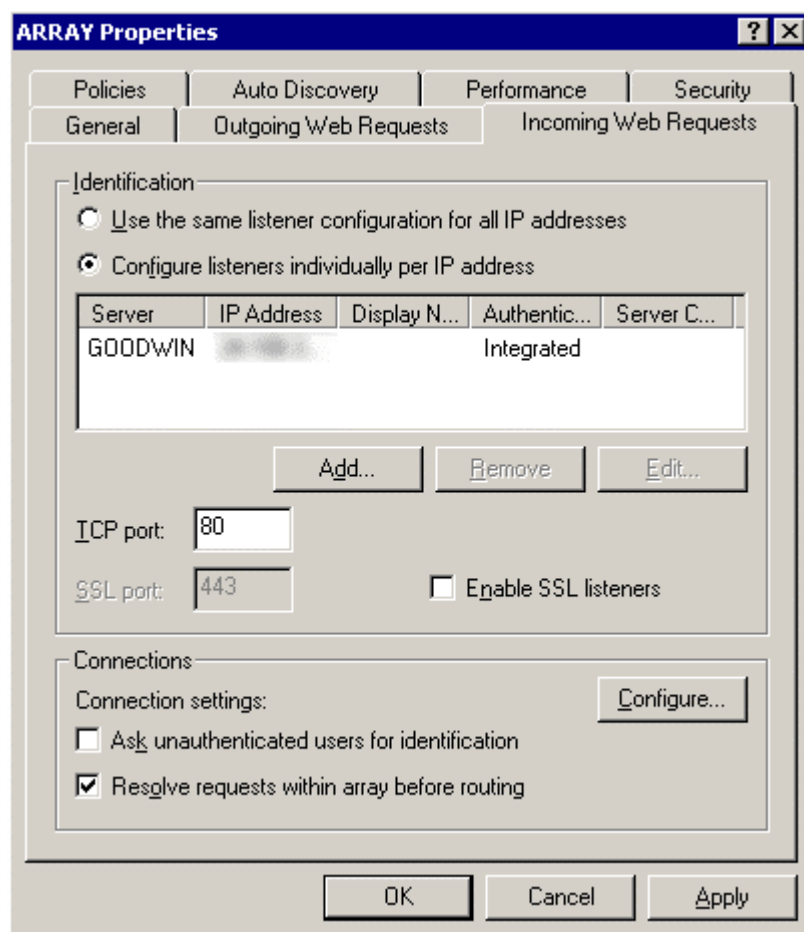 ARRAY Properties
Policies Auto Discovery Performance Security
General Outgoing Web Requests Incoming Web Requests
Identification
Use the same listener configuration for all IP addresses
Configure listeners individually per IP address
Server IP Address Display N... Authentic... Server C...
GOODWIN Integrated
Add... Remove Edit...
TCP port: 80
SSL port: 443 Enable SSL listeners
Connections
Connection settings: Configure...
Ask unauthenticated users for identification
Resolve requests within array before routing
OK Cancel Apply